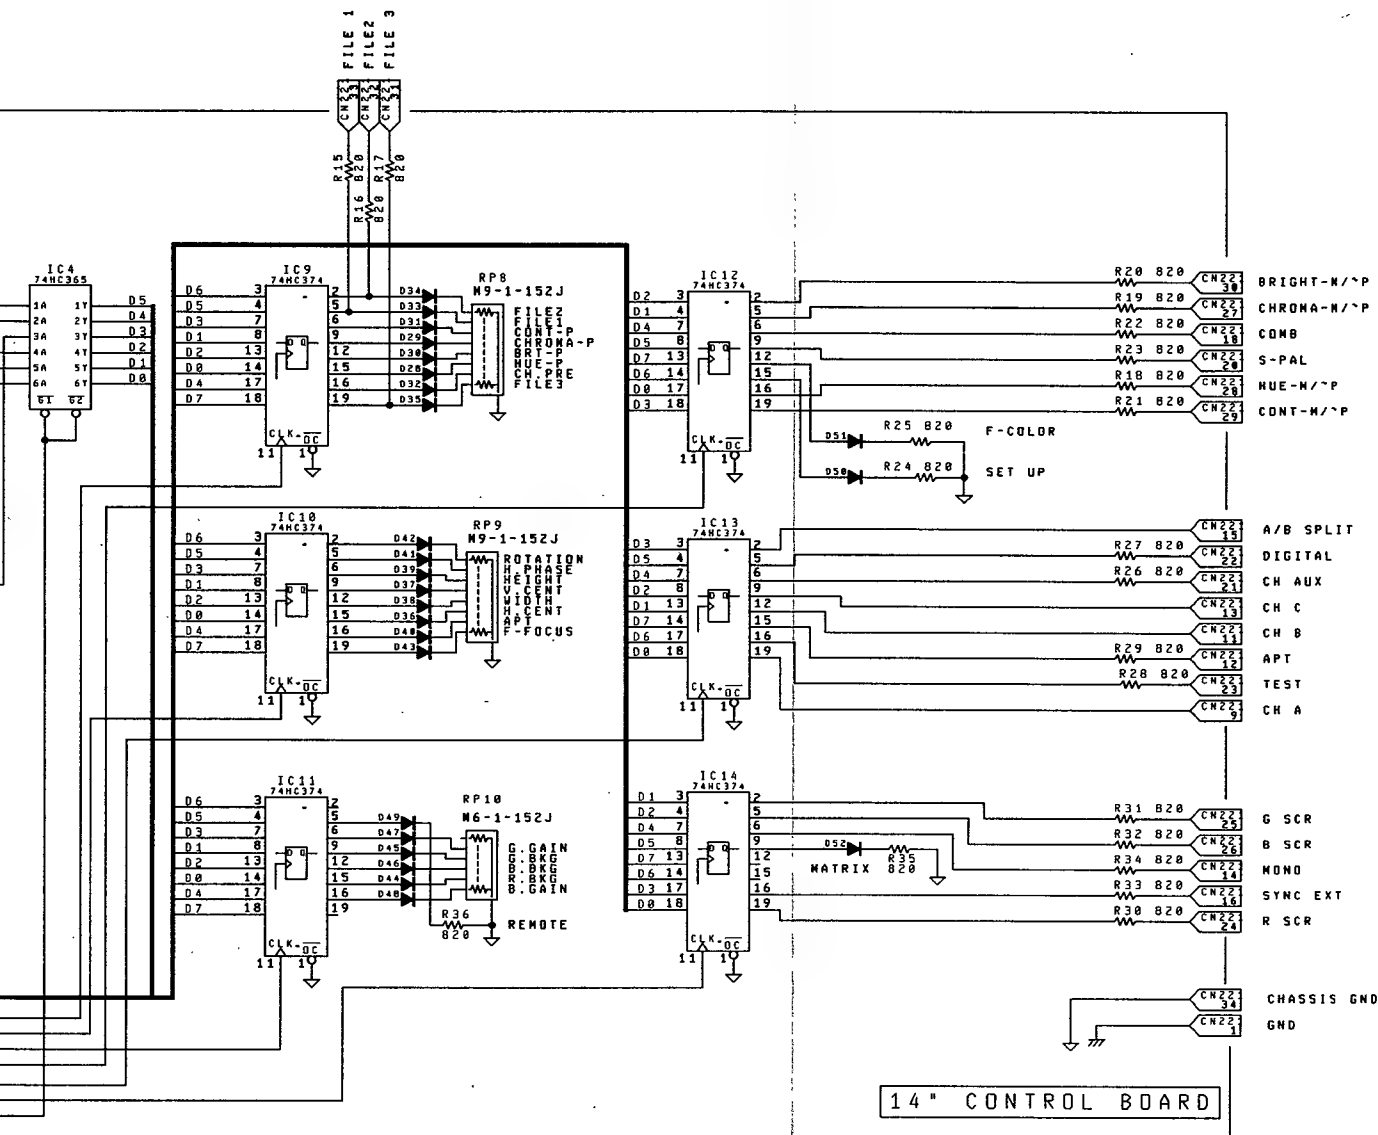 FILE 1
FILE2
FILE 3
CN22 33
CN22 32
CN22 31
R15 820
R17 820
R16 820
IC4
74HC365
1A 1Y D5
2A 2Y D4
3A 3Y D3
4A 4Y D2
5A 5Y D1
6A 6Y D0
G1 G2
IC9
74HC374
D6 3 2 D34
D5 4 5 D33
D3 7 6 D31
D1 8 9 D29
D2 13 12 D30
D0 14 15 D28
D4 17 16 D32
D7 18 19 D35
D Q
CLK OC
11 1
RP8
M9-1-152J
FILE2
FILE1
CONT-P
CHROMA-P
BRT-P
HUE-P
CH.PRE
FILE3
IC12
74HC374
D2 3 2
D1 4 5
D4 7 6
D5 8 9
D7 13 12
D6 14 15
D0 17 16
D3 18 19
D Q
CLK OC
11 1
R20 820 CN22 30 BRIGHT-M/~P
R19 820 CN22 27 CHROMA-M/~P
R22 820 CN22 18 COMB
R23 820 CN22 20 S-PAL
R18 820 CN22 28 HUE-M/~P
R21 820 CN22 29 CONT-M/~P
D51 R25 820 F-COLOR
D50 R24 820 SET UP
IC10
74HC374
D6 3 2 D42
D5 4 5 D41
D3 7 6 D39
D1 8 9 D37
D2 13 12 D38
D0 14 15 D36
D4 17 16 D40
D7 18 19 D43
D Q
CLK OC
11 1
RP9
M9-1-152J
ROTATION
H.PHASE
HEIGHT
V.CENT
WIDTH
H.CENT
APT
F-FOCUS
IC13
74HC374
D3 3 2
D5 4 5
D4 7 6
D2 8 9
D1 13 12
D7 14 15
D6 17 16
D0 18 19
D Q
CLK OC
11 1
CN22 15 A/B SPLIT
R27 820 CN22 22 DIGITAL
R26 820 CN22 21 CH AUX
CN22 13 CH C
CN22 11 CH B
R29 820 CN22 12 APT
R28 820 CN22 23 TEST
CN22 9 CH A
IC11
74HC374
D6 3 2
D5 4 5 D49
D3 7 6 D47
D1 8 9 D45
D2 13 12 D46
D0 14 15 D44
D4 17 16 D48
D7 18 19
D Q
CLK OC
11 1
RP10
M6-1-152J
G.GAIN
G.BKG
B.BKG
R.BKG
B.GAIN
R36 820 REMOTE
IC14
74HC374
D1 3 2
D2 4 5
D4 7 6
D5 8 9
D7 13 12
D6 14 15
D3 17 16
D0 18 19
D Q
CLK OC
11 1
D52 R35 820
MATRIX
R31 820 CN22 25 G SCR
R32 820 CN22 26 B SCR
R34 820 CN22 14 MONO
R33 820 CN22 16 SYNC EXT
R30 820 CN22 24 R SCR
CN22 34 CHASSIS GND
CN22 1 GND
14" CONTROL BOARD